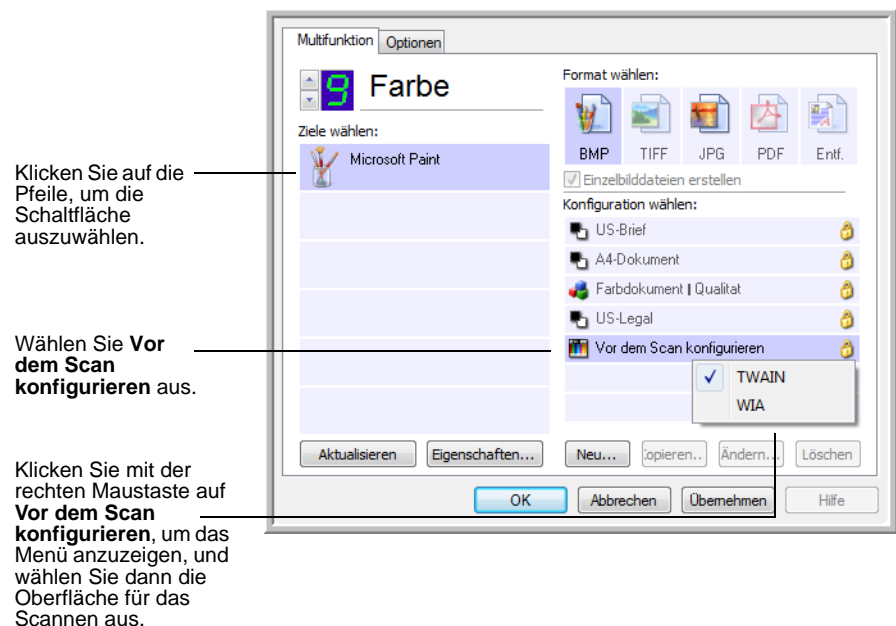 Multifunktion Optionen
9 Farbe
Ziele wählen:
Microsoft Paint
Format wählen:
BMP TIFF JPG PDF Entf.
Einzelbilddateien erstellen
Konfiguration wählen:
US-Brief
A4-Dokument
Farbdokument | Qualitat
US-Legal
Vor dem Scan konfigurieren
TWAIN
WIA
Aktualisieren Eigenschaften... Neu... Kopieren... Ändern... Löschen
OK Abbrechen Übernehmen Hilfe
Klicken Sie auf die
Pfeile, um die
Schaltfläche
auszuwählen.
Wählen Sie Vor
dem Scan
konfigurieren aus.
Klicken Sie mit der
rechten Maustaste auf
Vor dem Scan
konfigurieren, um das
Menü anzuzeigen, und
wählen Sie dann die
Oberfläche für das
Scannen aus.